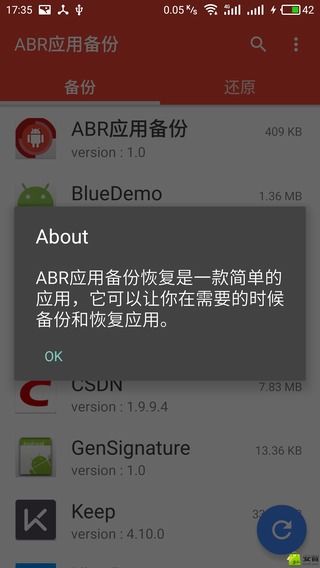 17:35
0.05 K/s
42
ABR应用备份
备份
还原
ABR应用备份
409 KB
version : 1.0
BlueDemo
1.36 MB
About
ABR应用备份恢复是一款简单的
应用，它可以让你在需要的时候
备份和恢复应用。
OK
CSDN
7.83 MB
version : 1.9.9.4
GenSignature
13.36 KB
version : 1.0
Keep
version : 4.10.0